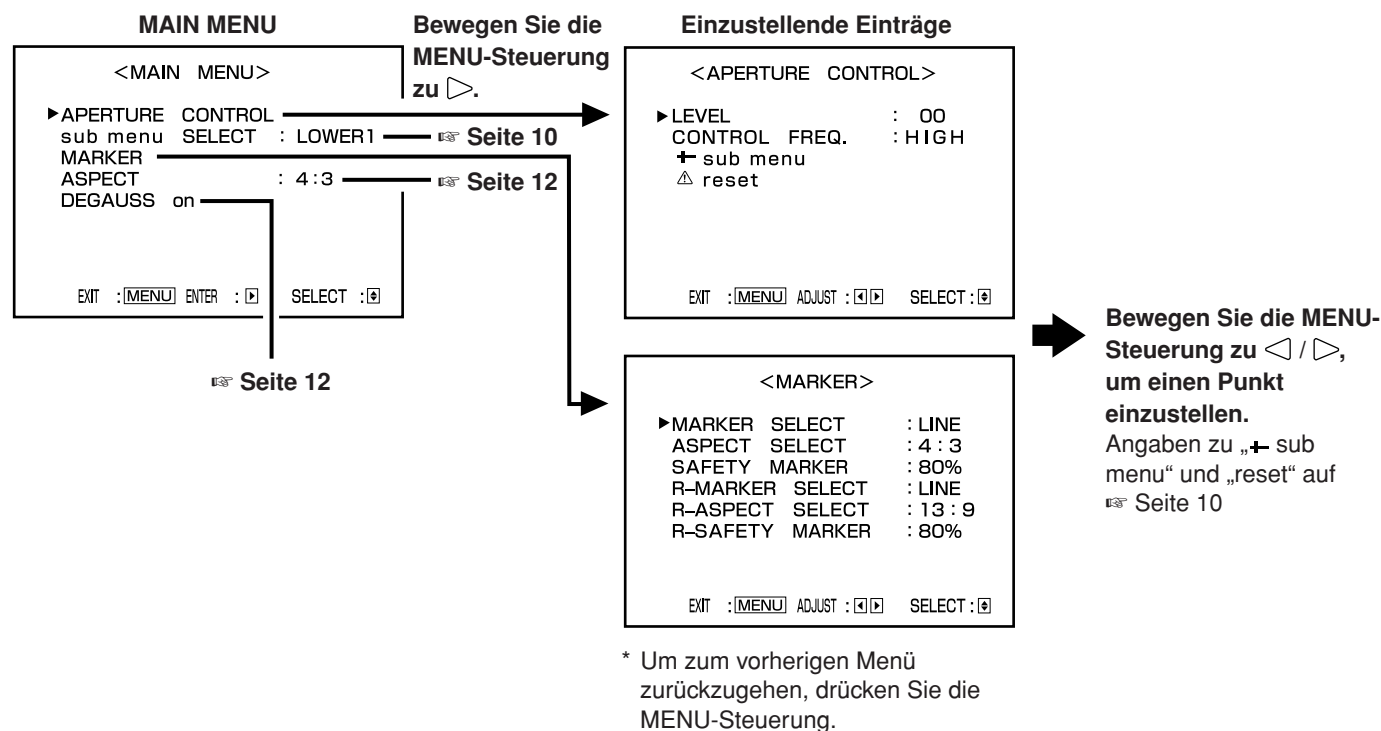 MAIN MENU
<MAIN MENU>
▶APERTURE CONTROL
sub menu SELECT : LOWER1
☞ Seite 10
MARKER
ASPECT : 4:3
☞ Seite 12
DEGAUSS on
EXIT : MENU ENTER : ▶ SELECT :
☞ Seite 12
Bewegen Sie die
MENU-Steuerung
zu ▷.
Einzustellende Einträge
<APERTURE CONTROL>
▶LEVEL : 00
CONTROL FREQ. : HIGH
+ sub menu
⚠ reset
EXIT : MENU ADJUST : ◀ ▶ SELECT :
<MARKER>
▶MARKER SELECT : LINE
ASPECT SELECT : 4 : 3
SAFETY MARKER : 80%
R–MARKER SELECT : LINE
R–ASPECT SELECT : 13 : 9
R–SAFETY MARKER : 80%
EXIT : MENU ADJUST : ◀ ▶ SELECT :
* Um zum vorherigen Menü
zurückzugehen, drücken Sie die
MENU-Steuerung.
Bewegen Sie die MENU-
Steuerung zu ◁ / ▷,
um einen Punkt
einzustellen.
Angaben zu „+ sub
menu“ und „reset“ auf
☞ Seite 10